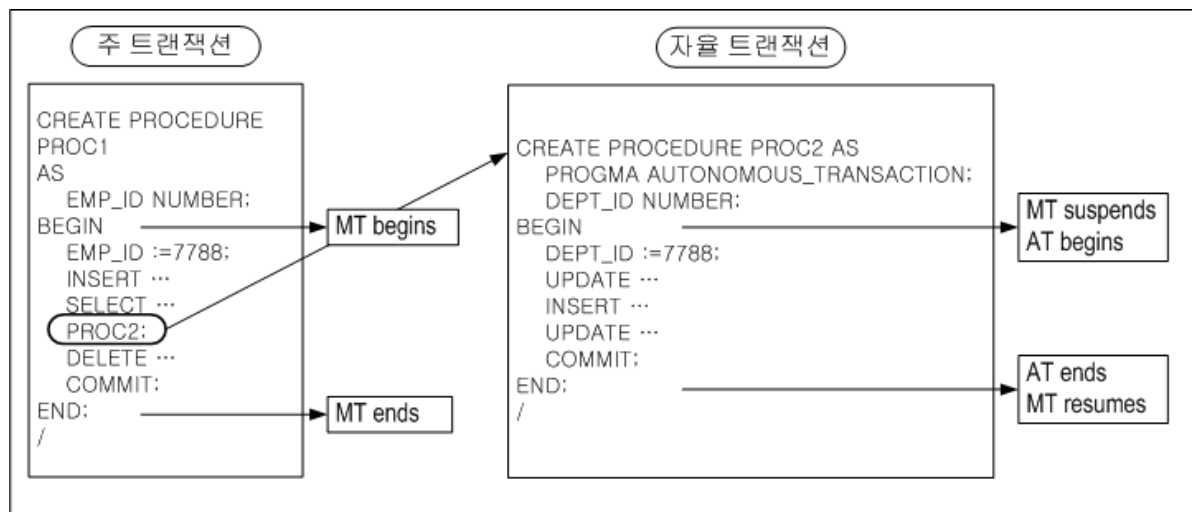 주 트랜잭션
CREATE PROCEDURE
PROC1
AS
EMP_ID NUMBER;
BEGIN
EMP_ID :=7788;
INSERT …
SELECT …
PROC2;
DELETE …
COMMIT;
END;
/
MT begins
MT ends
자율 트랜잭션
CREATE PROCEDURE PROC2 AS
PROGMA AUTONOMOUS_TRANSACTION;
DEPT_ID NUMBER;
BEGIN
DEPT_ID :=7788;
UPDATE …
INSERT …
UPDATE …
COMMIT;
END;
/
MT suspends
AT begins
AT ends
MT resumes